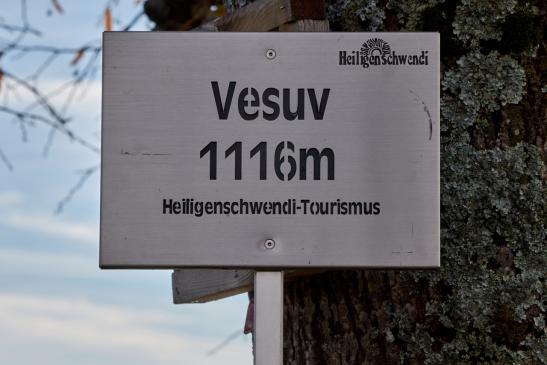 Heiligenschwendi
Vesuv
1116m
Heiligenschwendi-Tourismus